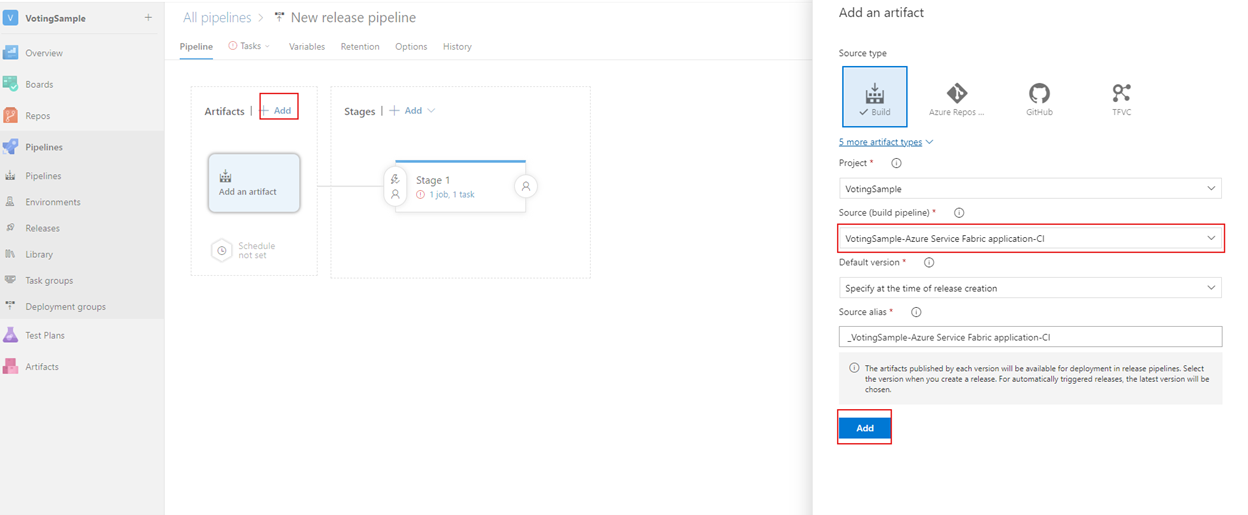 V VotingSample +
Overview
Boards
Repos
Pipelines
Pipelines
Environments
Releases
Library
Task groups
Deployment groups
Test Plans
Artifacts
All pipelines > New release pipeline
Pipeline Tasks Variables Retention Options History
Artifacts | + Add
Add an artifact
Schedule
not set
Stages | + Add
Stage 1
1 job, 1 task
Add an artifact
Source type
Build
Azure Repos ...
GitHub
TFVC
5 more artifact types
Project *
VotingSample
Source (build pipeline) *
VotingSample-Azure Service Fabric application-CI
Default version *
Specify at the time of release creation
Source alias *
_VotingSample-Azure Service Fabric application-CI
The artifacts published by each version will be available for deployment in release pipelines. Select
the version when you create a release. For automatically triggered releases, the latest version will be
chosen.
Add